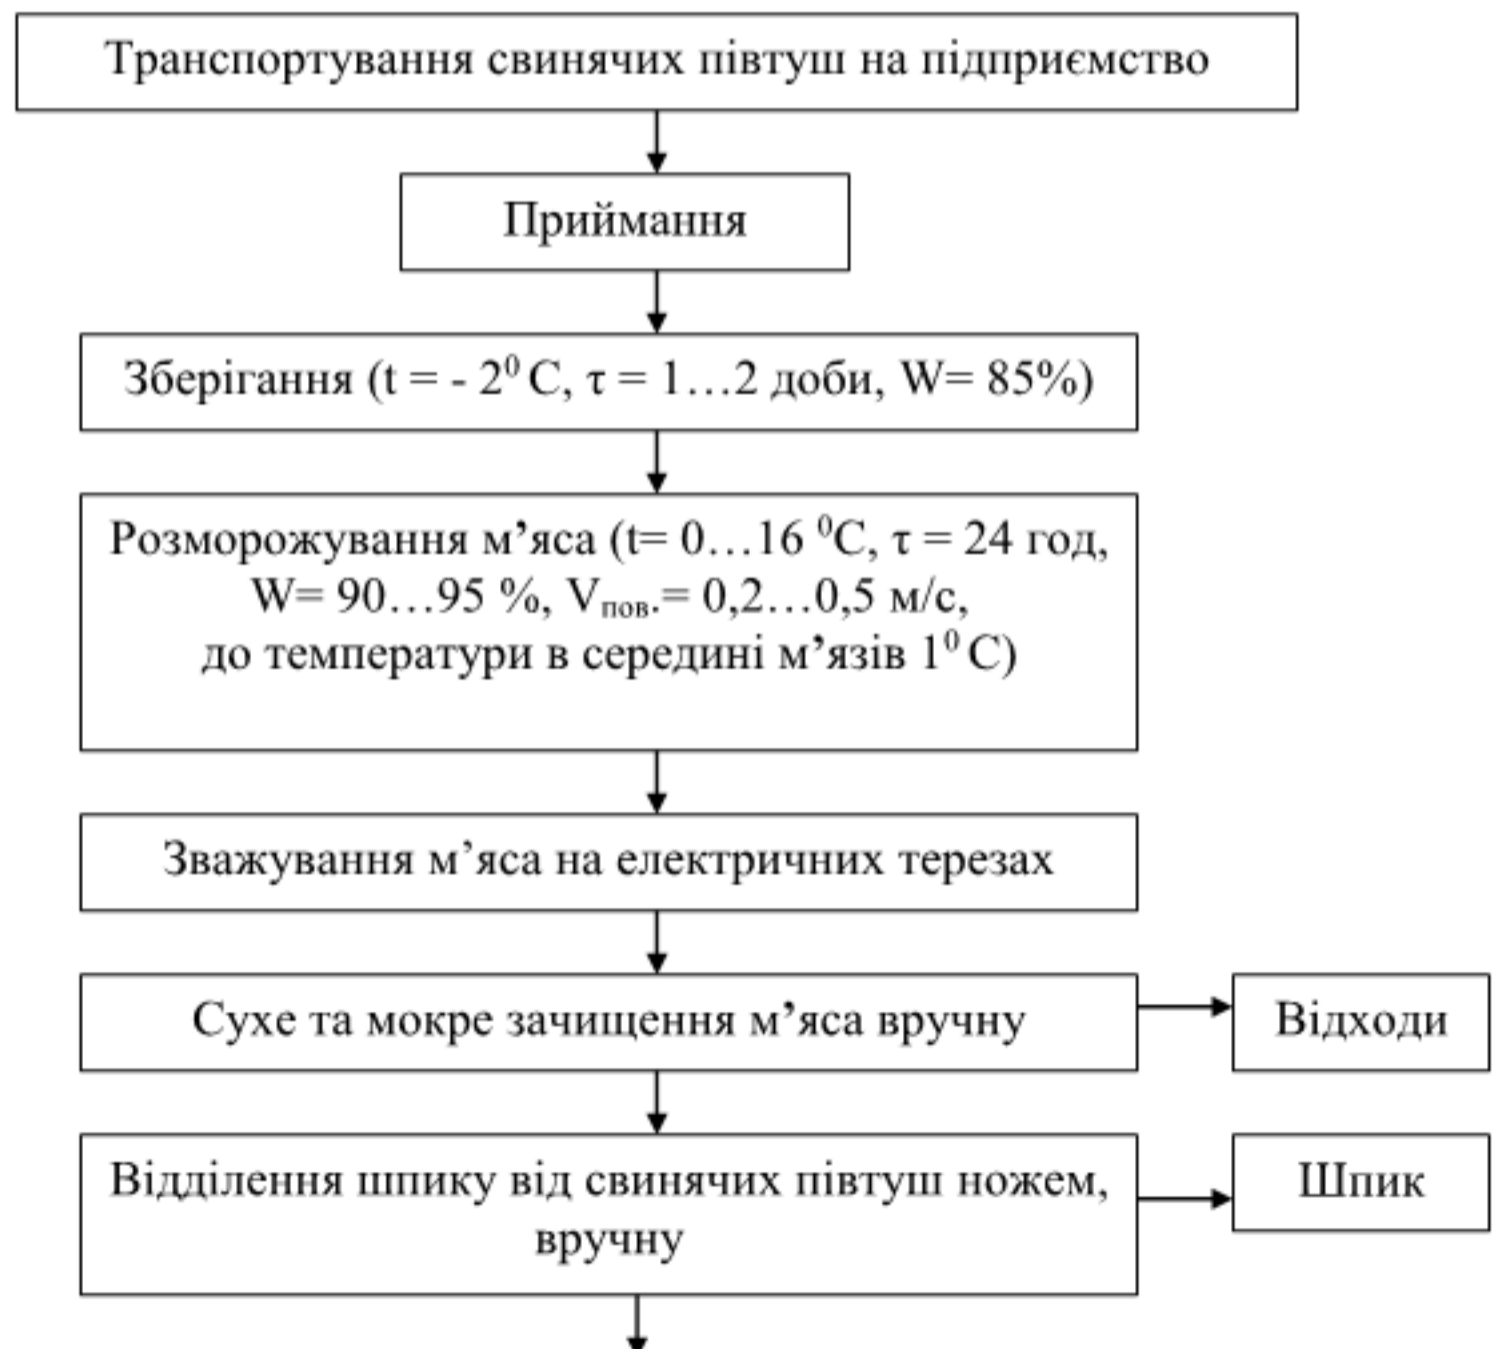 Транспортування свинячих півтуш на підприємство
Приймання
Зберігання (t = - 2⁰ С, τ = 1…2 доби, W= 85%)
Розморожування м’яса (t= 0…16 ⁰С, τ = 24 год,
W= 90…95 %, Vпов.= 0,2…0,5 м/с,
до температури в середині м’язів 1⁰ С)
Зважування м’яса на електричних терезах
Сухе та мокре зачищення м’яса вручну
Відходи
Відділення шпику від свинячих півтуш ножем,
вручну
Шпик